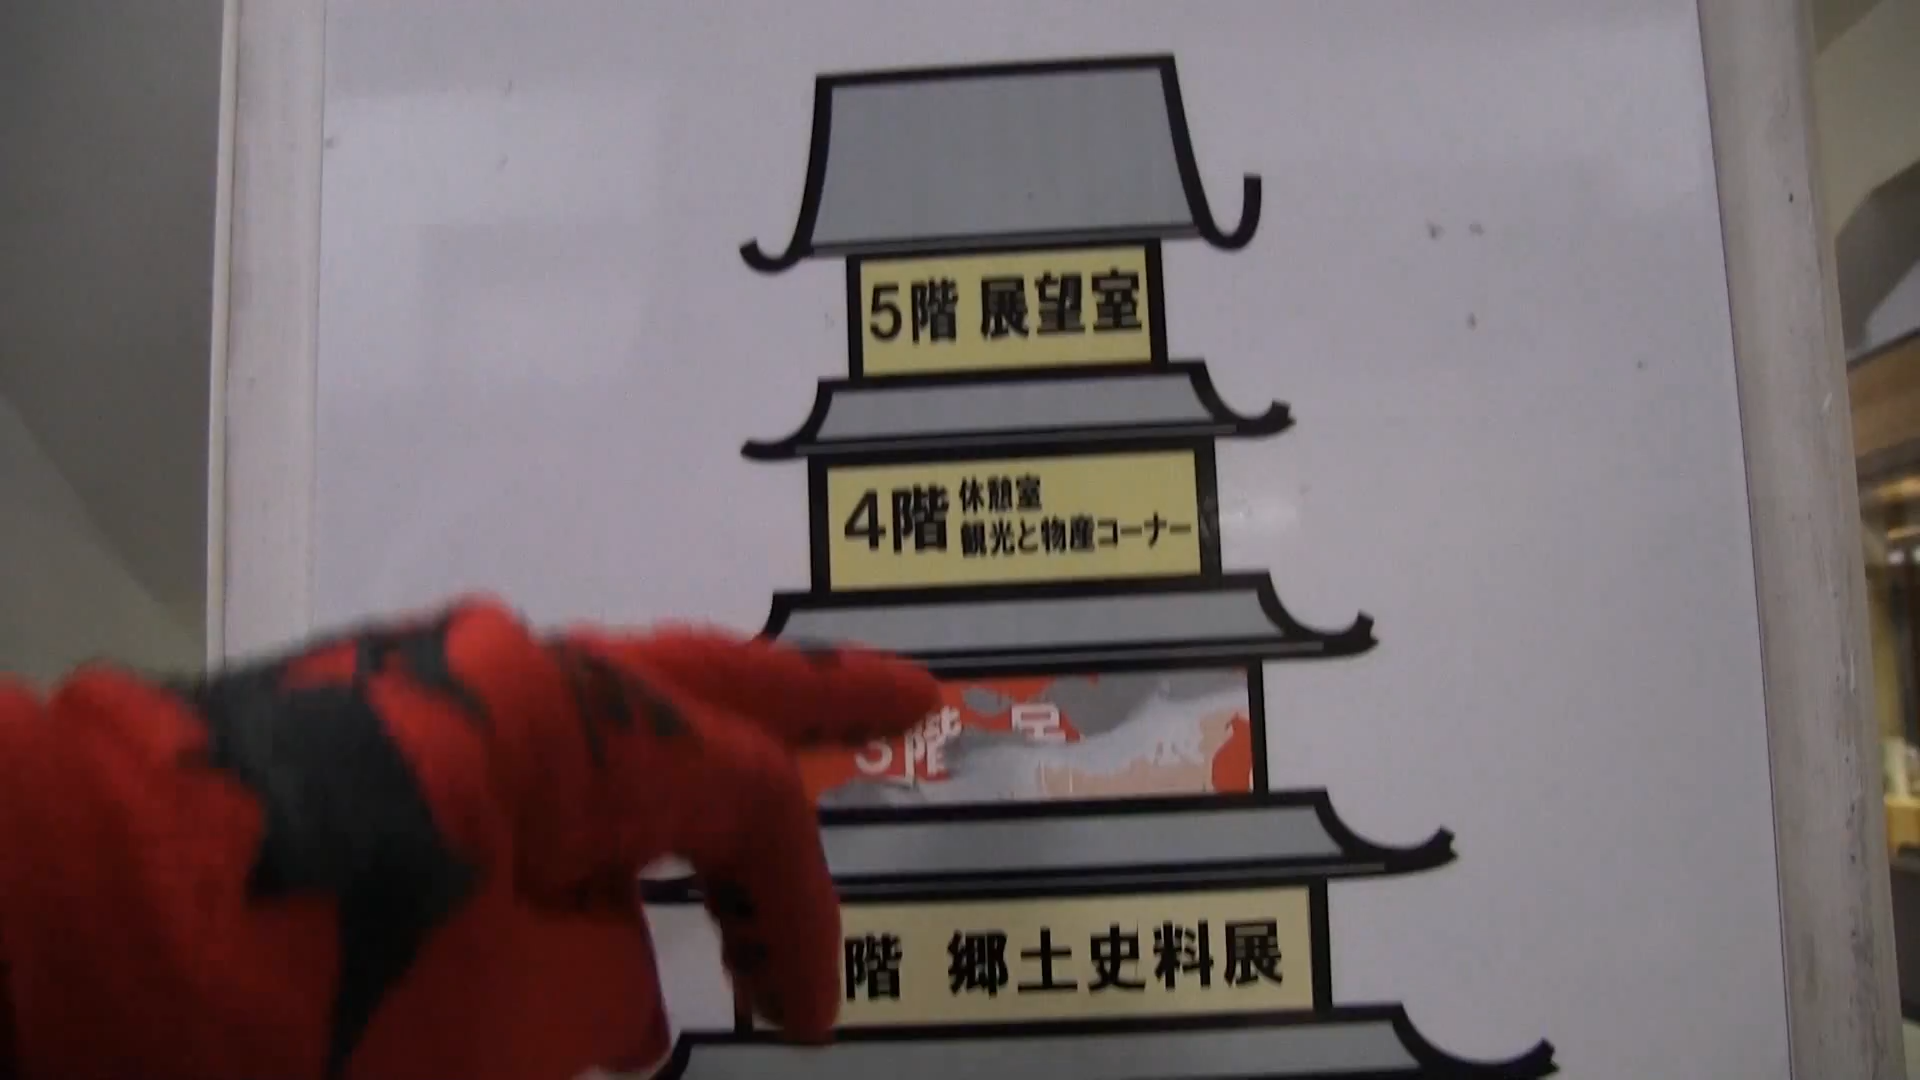 5階 展望室
4階 休憩室
観光と物産コーナー
3階
階 郷土史料展